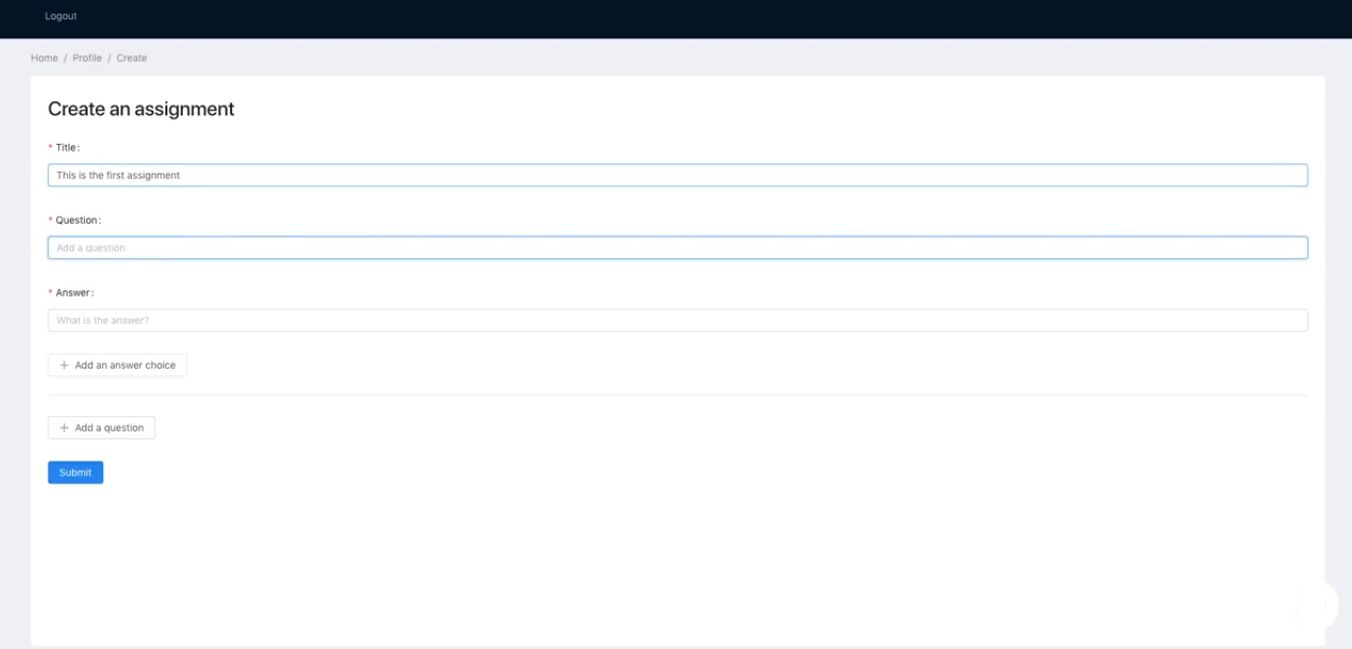 Logout
Home / Profile / Create
Create an assignment
* Title:
This is the first assignment
* Question:
Add a question
* Answer:
What is the answer?
+ Add an answer choice
+ Add a question
Submit